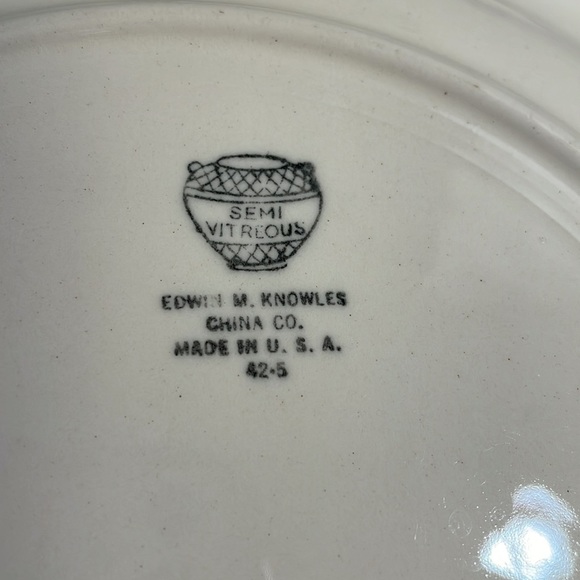 SEMI
VITREOUS
EDWIN M. KNOWLES
CHINA CO.
MADE IN U. S. A.
42-5